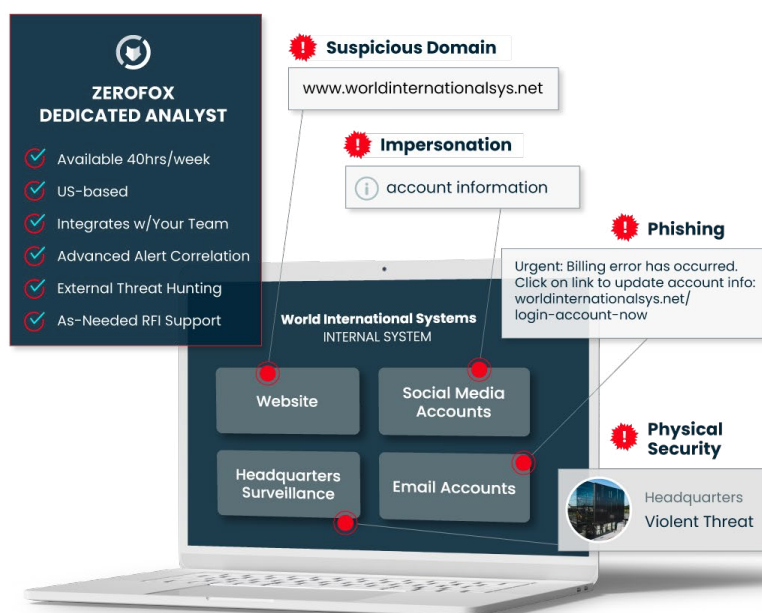 ZEROFOX
DEDICATED ANALYST
Available 40hrs/week
US-based
Integrates w/Your Team
Advanced Alert Correlation
External Threat Hunting
As-Needed RFI Support
! Suspicious Domain
www.worldinternationalsys.net
! Impersonation
i account information
! Phishing
Urgent: Billing error has occurred.
Click on link to update account info:
worldinternationalsys.net/
login-account-now
World International Systems
INTERNAL SYSTEM
Website
Social Media
Accounts
Headquarters
Surveillance
Email Accounts
! Physical
Security
Headquarters
Violent Threat